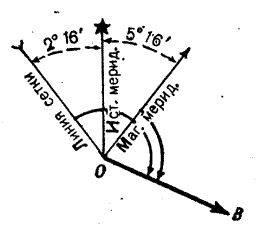 2° 16′
5° 16′
Линия сетки
Ист. мерид.
Маг. мерид.
О
В